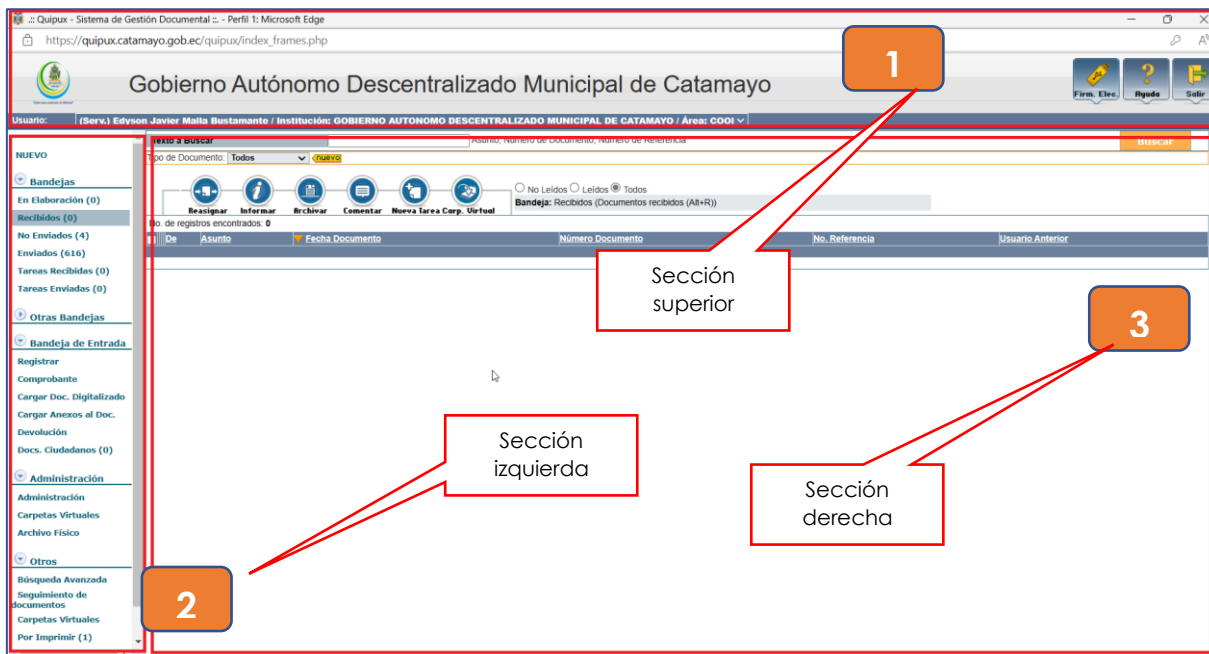 .:: Quipux - Sistema de Gestión Documental ::. - Perfil 1: Microsoft Edge
https://quipux.catamayo.gob.ec/quipux/index_frames.php
1
Gobierno Autónomo Descentralizado Municipal de Catamayo
Firm. Elec. Ayuda Salir
Usuario: (Serv.) Edyson Javier Malla Bustamante / Institución: GOBIERNO AUTONOMO DESCENTRALIZADO MUNICIPAL DE CATAMAYO / Área: COOI
Texto a Buscar Asunto, Número de Documento, Número de Referencia Buscar
Tipo de Documento: Todos (nuevo)
NUEVO
Bandejas
En Elaboración (0)
Recibidos (0)
No Enviados (4)
Enviados (616)
Tareas Recibidas (0)
Tareas Enviadas (0)
Otras Bandejas
Bandeja de Entrada
Registrar
Comprobante
Cargar Doc. Digitalizado
Cargar Anexos al Doc.
Devolución
Docs. Ciudadanos (0)
Administración
Administración
Carpetas Virtuales
Archivo Físico
Otros
Búsqueda Avanzada
Seguimiento de
documentos
Carpetas Virtuales
Por Imprimir (1)
Reasignar Informar Archivar Comentar Nueva Tarea Carp. Virtual
No Leídos Leídos Todos
Bandeja: Recibidos (Documentos recibidos (Alt+R))
No. de registros encontrados: 0
De Asunto Fecha Documento Número Documento No. Referencia Usuario Anterior
Sección
superior
3
Sección
izquierda
Sección
derecha
2